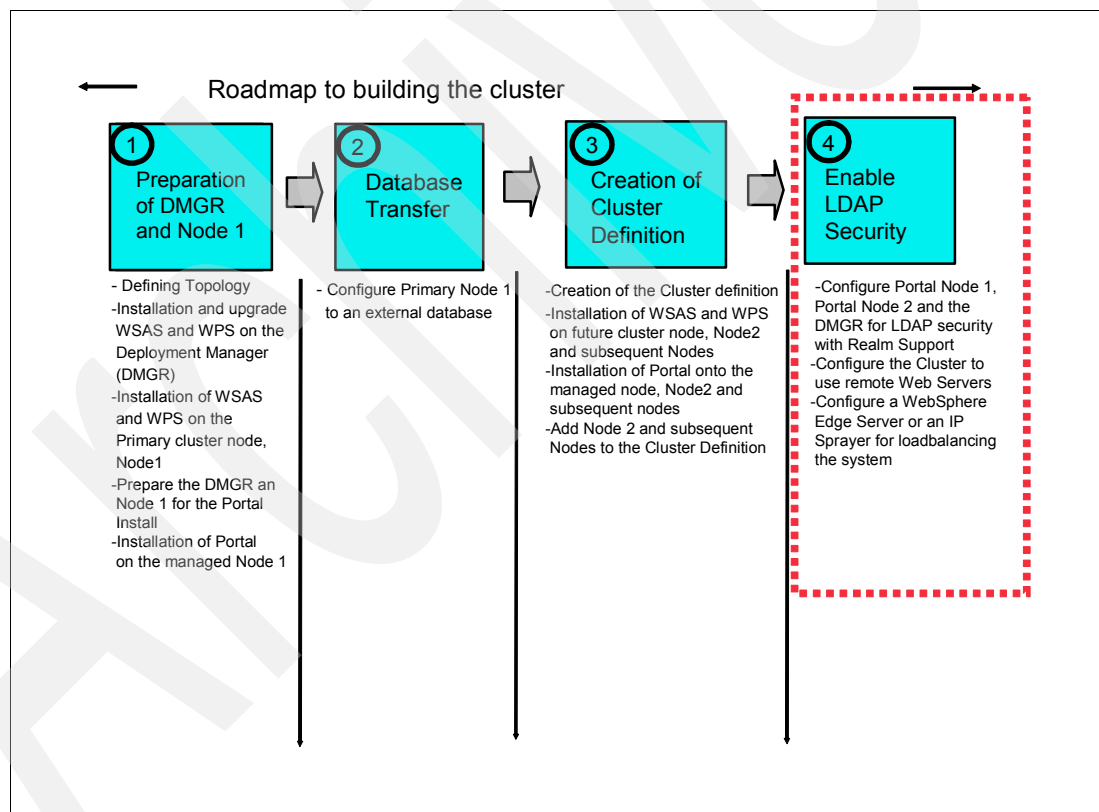 Roadmap to building the cluster
1
Preparation
of DMGR
and Node 1
- Defining Topology
-Installation and upgrade
WSAS and WPS on the
Deployment Manager
(DMGR)
-Installation of WSAS
and WPS on the
Primary cluster node,
Node1
-Prepare the DMGR an
Node 1 for the Portal
Install
-Installation of Portal
on the managed Node 1
2
Database
Transfer
- Configure Primary Node 1
to an external database
3
Creation of
Cluster
Definition
-Creation of the Cluster definition
-Installation of WSAS and WPS
on future cluster node, Node2
and subsequent Nodes
-Installation of Portal onto the
managed node, Node2 and
subsequent nodes
-Add Node 2 and subsequent
Nodes to the Cluster Definition
4
Enable
LDAP
Security
-Configure Portal Node 1,
Portal Node 2 and the
DMGR for LDAP security
with Realm Support
-Configure the Cluster to
use remote Web Servers
-Configure a WebSphere
Edge Server or an IP
Sprayer for loadbalancing
the system